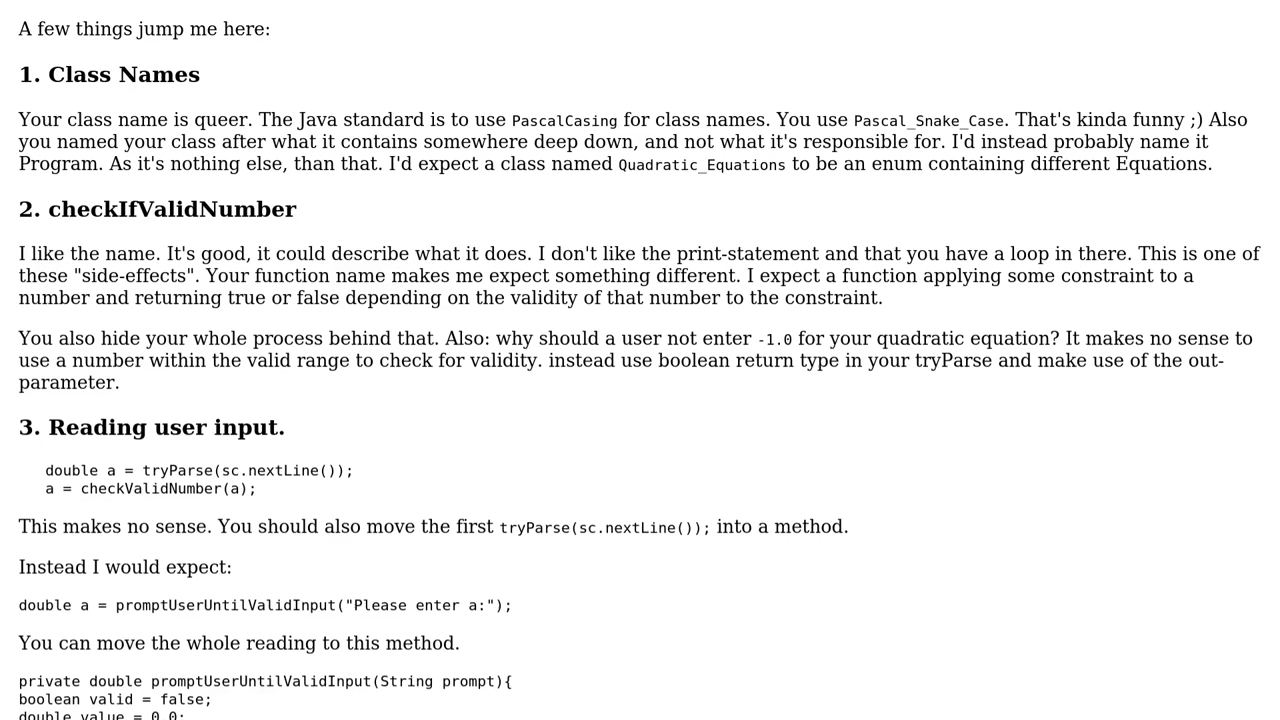 A few things jump me here:
1. Class Names
Your class name is queer. The Java standard is to use PascalCasing for class names. You use Pascal_Snake_Case. That's kinda funny ;) Also
you named your class after what it contains somewhere deep down, and not what it's responsible for. I'd instead probably name it
Program. As it's nothing else, than that. I'd expect a class named Quadratic_Equations to be an enum containing different Equations.
2. checkIfValidNumber
I like the name. It's good, it could describe what it does. I don't like the print-statement and that you have a loop in there. This is one of
these "side-effects". Your function name makes me expect something different. I expect a function applying some constraint to a
number and returning true or false depending on the validity of that number to the constraint.
You also hide your whole process behind that. Also: why should a user not enter -1.0 for your quadratic equation? It makes no sense to
use a number within the valid range to check for validity. instead use boolean return type in your tryParse and make use of the out-
parameter.
3. Reading user input.
double a = tryParse(sc.nextLine());
a = checkValidNumber(a);
This makes no sense. You should also move the first tryParse(sc.nextLine()); into a method.
Instead I would expect:
double a = promptUserUntilValidInput("Please enter a:");
You can move the whole reading to this method.
private double promptUserUntilValidInput(String prompt){
boolean valid = false;
double value = 0.0;